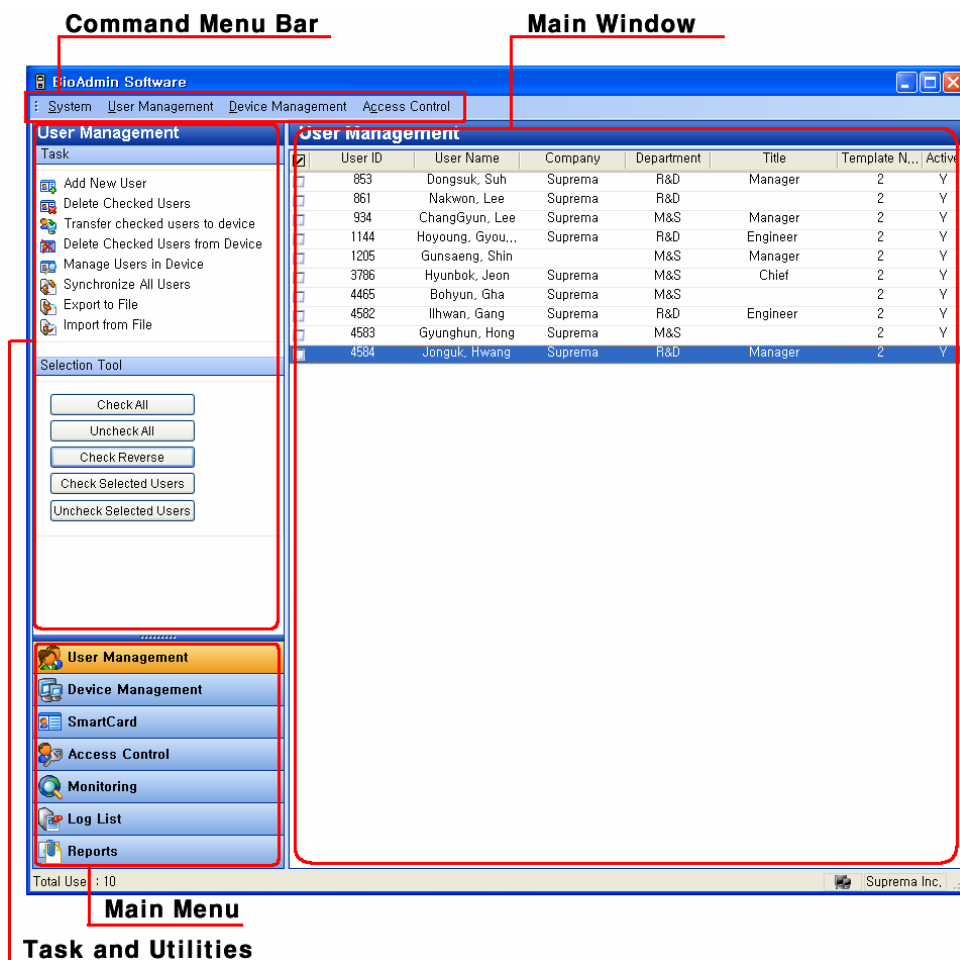 Command Menu Bar
Main Window
BioAdmin Software
System User Management Device Management Access Control
User Management
Task
Add New User
Delete Checked Users
Transfer checked users to device
Delete Checked Users from Device
Manage Users in Device
Synchronize All Users
Export to File
Import from File
Selection Tool
Check All
Uncheck All
Check Reverse
Check Selected Users
Uncheck Selected Users
User Management
Device Management
SmartCard
Access Control
Monitoring
Log List
Reports
User Management
User ID User Name Company Department Title Template N... Active
853 Dongsuk, Suh Suprema R&D Manager 2 Y
861 Nakwon, Lee Suprema R&D 2 Y
934 ChangGyun, Lee Suprema M&S Manager 2 Y
1144 Hoyoung, Gyou... Suprema R&D Engineer 2 Y
1205 Gunsaeng, Shin M&S Manager 2 Y
3786 Hyunbok, Jeon Suprema M&S Chief 2 Y
4465 Bohyun, Gha Suprema M&S 2 Y
4582 Ilhwan, Gang Suprema R&D Engineer 2 Y
4583 Gyunghun, Hong Suprema M&S 2 Y
4584 Jonguk, Hwang Suprema R&D Manager 2 Y
Total Use : 10
Suprema Inc.
Main Menu
Task and Utilities